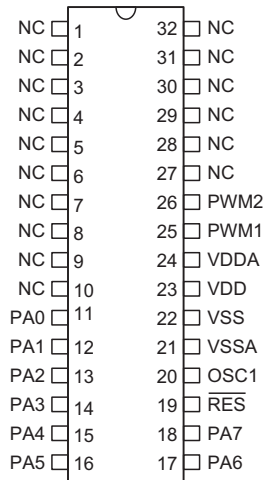 NC 1 32 NC
NC 2 31 NC
NC 3 30 NC
NC 4 29 NC
NC 5 28 NC
NC 6 27 NC
NC 7 26 PWM2
NC 8 25 PWM1
NC 9 24 VDDA
NC 10 23 VDD
PA0 11 22 VSS
PA1 12 21 VSSA
PA2 13 20 OSC1
PA3 14 19 R̅E̅S̅
PA4 15 18 PA7
PA5 16 17 PA6